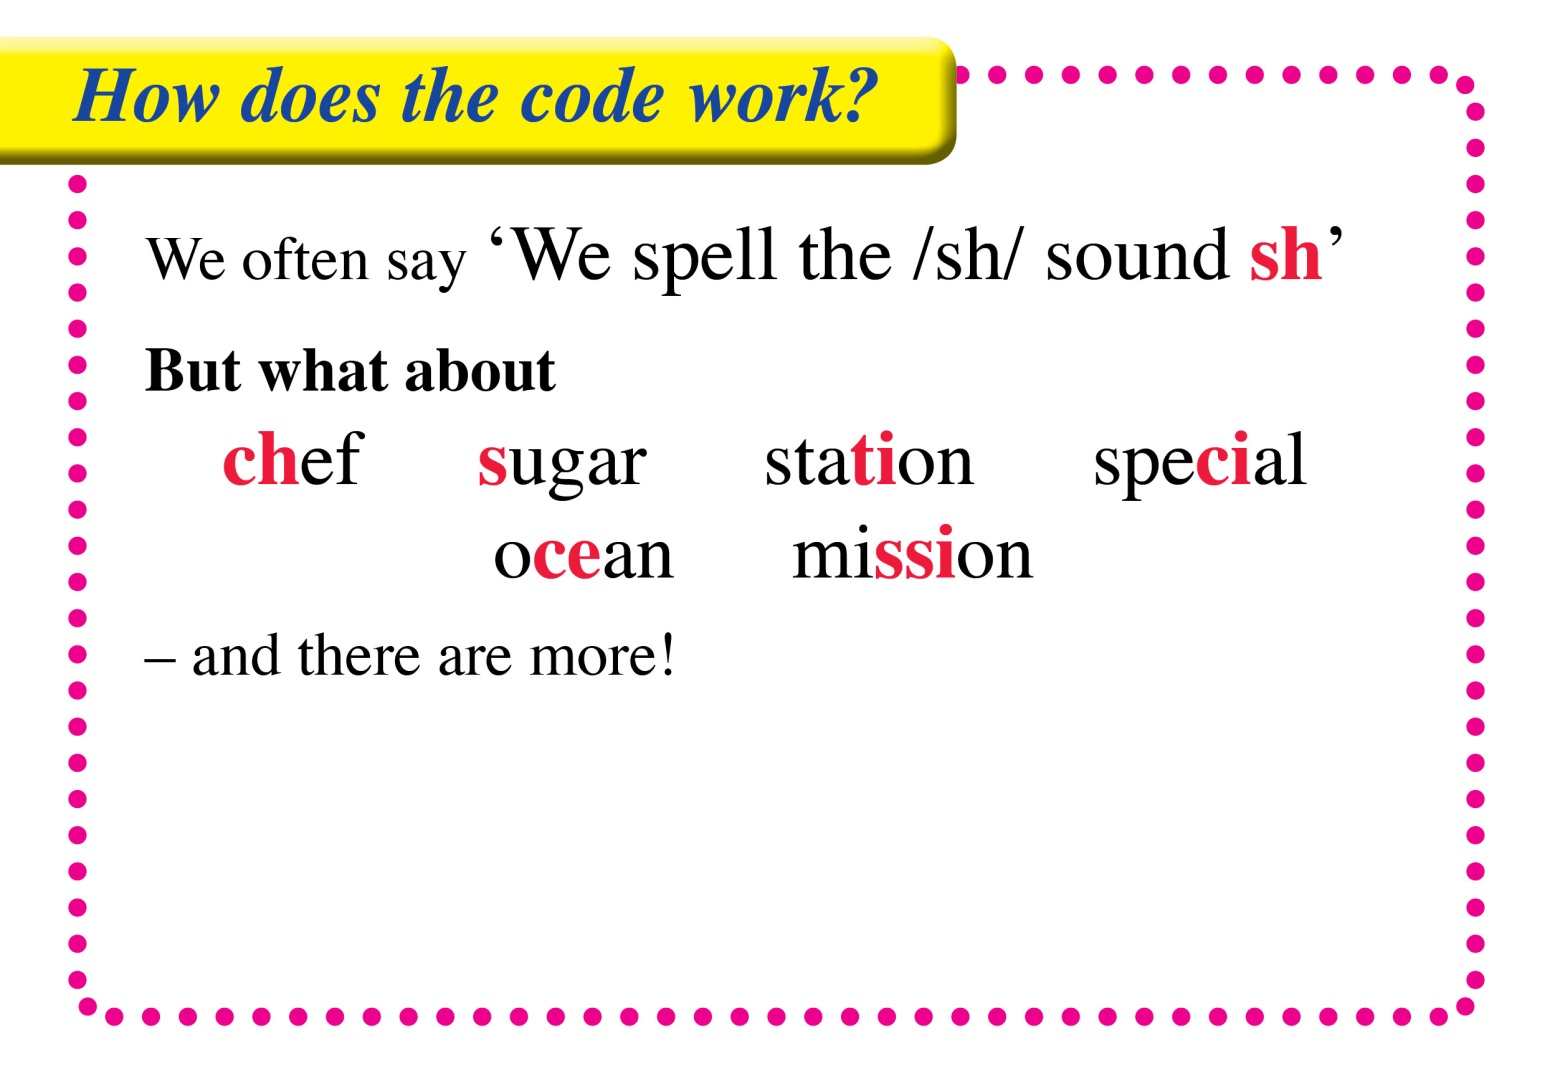 How does the code work?
We often say ‘We spell the /sh/ sound sh’
But what about
chef sugar station special
ocean mission
– and there are more!